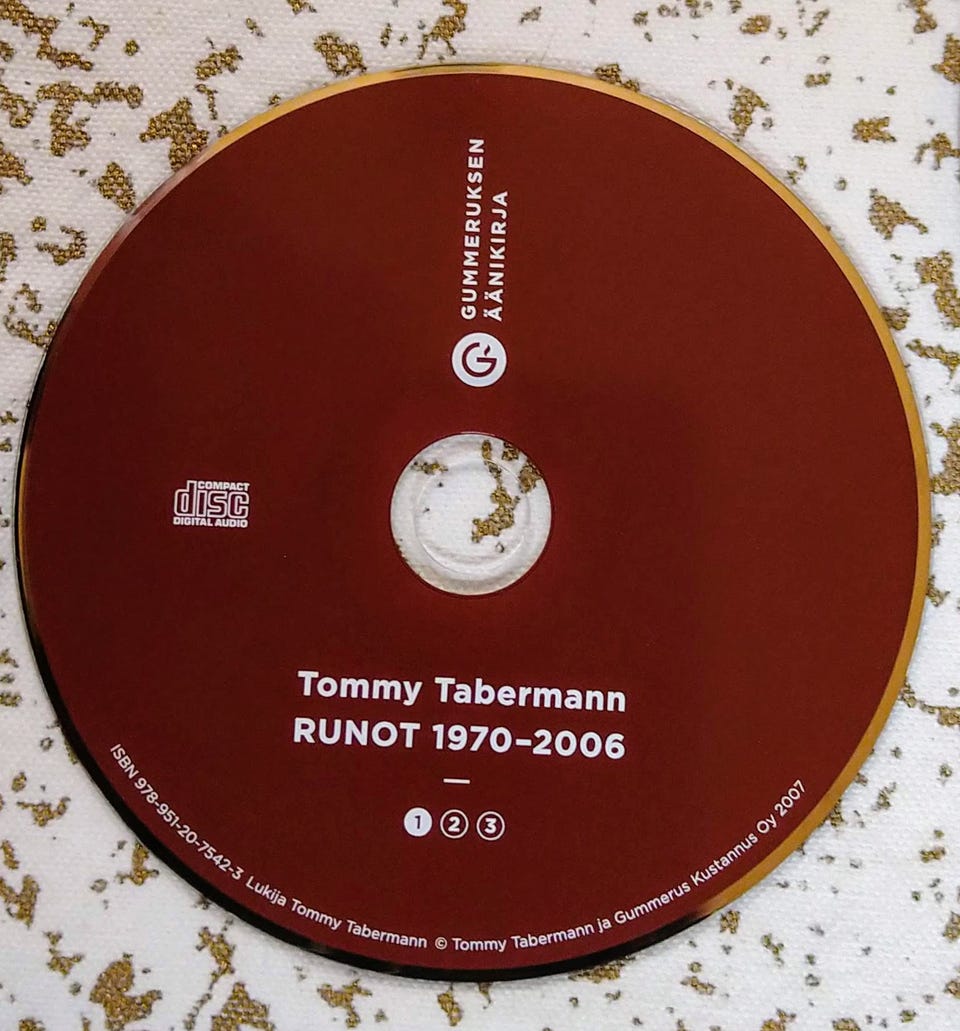 GUMMERUKSEN
ÄÄNIKIRJA
G
COMPACT
disc
DIGITAL AUDIO
Tommy Tabermann
RUNOT 1970–2006
1 2 3
ISBN 978-951-20-7542-3 Lukija Tommy Tabermann © Tommy Tabermann ja Gummerus Kustannus Oy 2007